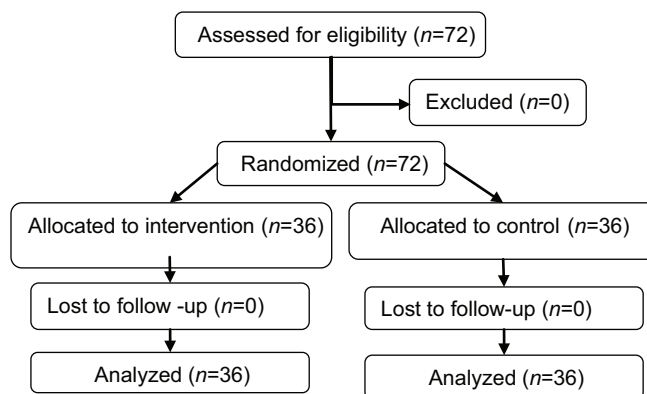 Assessed for eligibility (n=72)
Excluded (n=0)
Randomized (n=72)
Allocated to intervention (n=36)
Allocated to control (n=36)
Lost to follow -up (n=0)
Lost to follow-up (n=0)
Analyzed (n=36)
Analyzed (n=36)